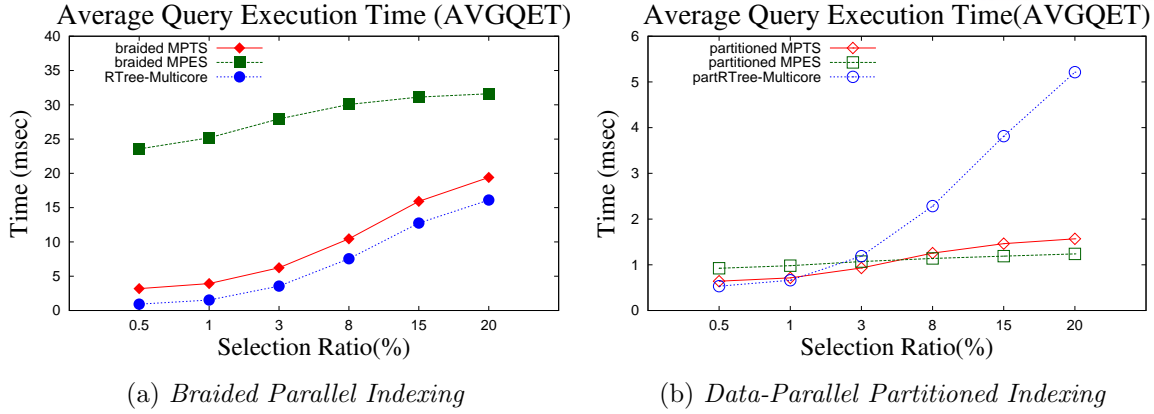 Average Query Execution Time (AVGQET)
braided MPTS
braided MPES
RTree-Multicore
40
35
30
25
20
15
10
5
0
Time (msec)
0.5 1 3 8 15 20
Selection Ratio(%)
(a) Braided Parallel Indexing
Average Query Execution Time(AVGQET)
partitioned MPTS
partitioned MPES
partRTree-Multicore
6
5
4
3
2
1
0
Time (msec)
0.5 1 3 8 15 20
Selection Ratio(%)
(b) Data-Parallel Partitioned Indexing